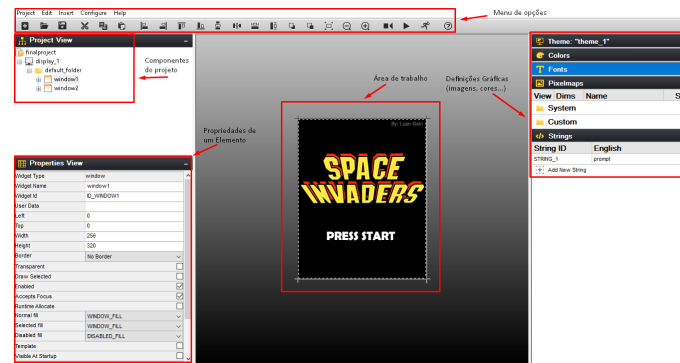 Menu de opções
Project Edit Insert Configure Help
Project View
finalproject
display_1
default_folder
window1
window2
Componentes
do projeto
Área de trabalho
Definições Gráficas
(imagens, cores...)
Theme: "theme_1"
Colors
Fonts
Pixelmaps
View Dims Name S
System
Custom
Strings
String ID English
STRING_1 prompt
Add New String
By: Luan Klein
SPACE
INVADERS
PRESS START
Propriedades de
um Elemento
Properties View
Widget Type window
Widget Name window1
Widget Id ID_WINDOW1
User Data
Left 0
Top 0
Width 256
Height 320
Border No Border
Transparent
Draw Selected
Enabled
Accepts Focus
Runtime Allocate
Normal fill WINDOW_FILL
Selected fill WINDOW_FILL
Disabled fill DISABLED_FILL
Template
Visible At Startup